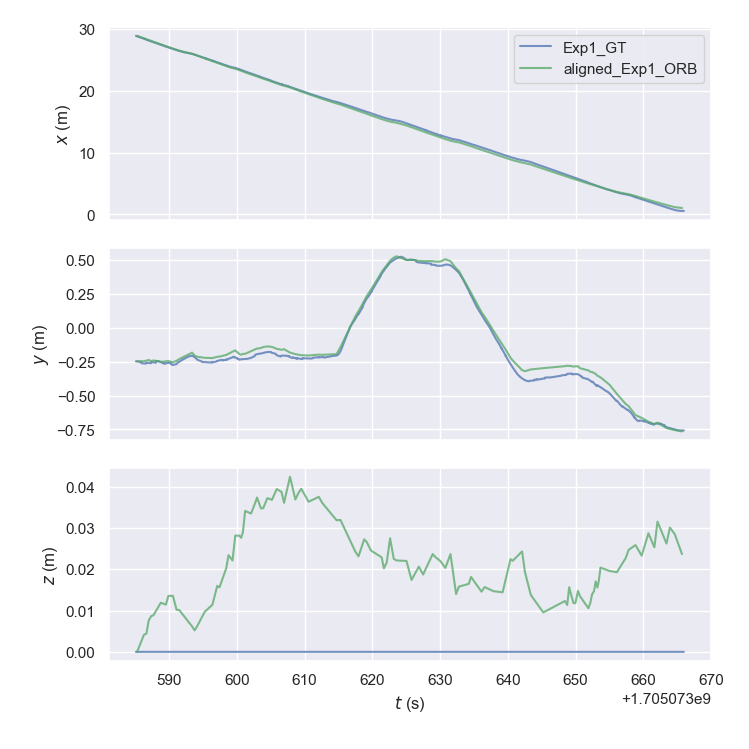 30
20
10
0
x (m)
Exp1_GT
aligned_Exp1_ORB
0.50
0.25
0.00
−0.25
−0.50
−0.75
y (m)
0.04
0.03
0.02
0.01
0.00
z (m)
590 600 610 620 630 640 650 660 670
t (s)
+1.705073e9